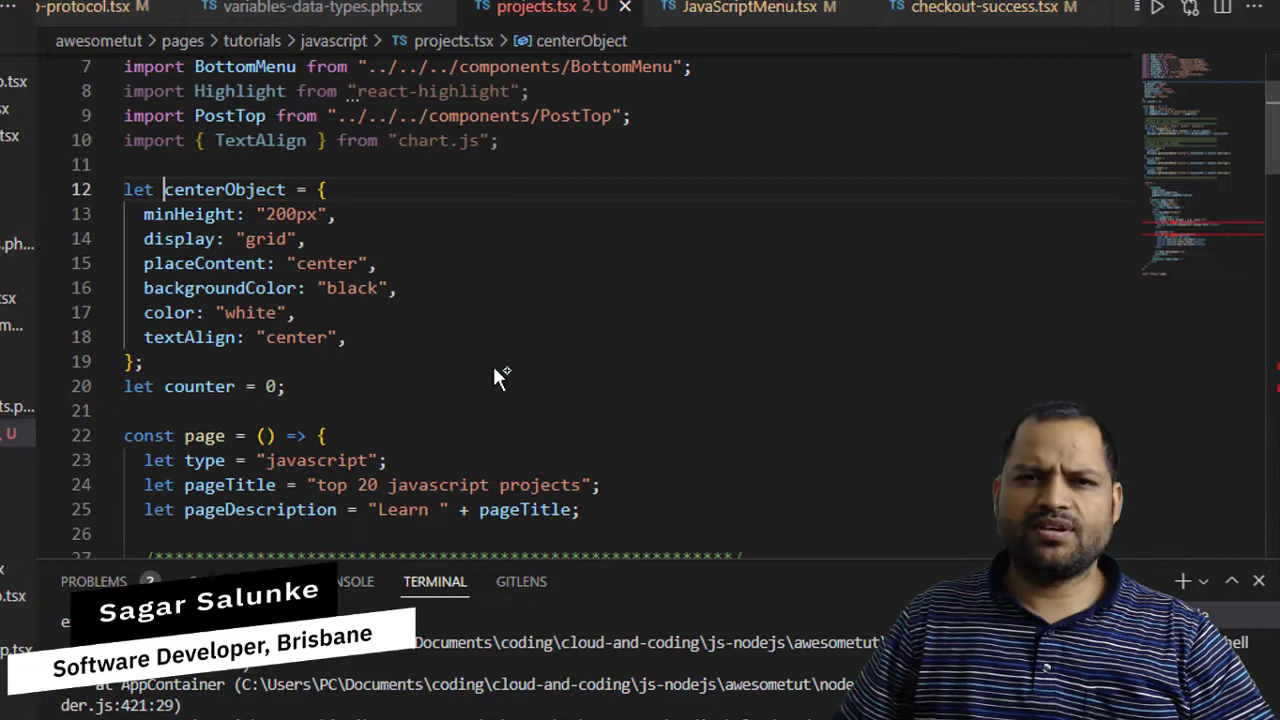 -protocol.tsx M variables-data-types.php.tsx TS projects.tsx 2, U × TS JavaScriptMenu.tsx M TS checkout-success.tsx M
awesometut > pages > tutorials > javascript > TS projects.tsx > centerObject
7 import BottomMenu from "../../../components/BottomMenu";
8 import Highlight from "react-highlight";
9 import PostTop from "../../../components/PostTop";
10 import { TextAlign } from "chart.js";
11
12 let centerObject = {
13 minHeight: "200px",
14 display: "grid",
15 placeContent: "center",
16 backgroundColor: "black",
17 color: "white",
18 textAlign: "center",
19 };
20 let counter = 0;
21
22 const page = () => {
23 let type = "javascript";
24 let pageTitle = "top 20 javascript projects";
25 let pageDescription = "Learn " + pageTitle;
26
27 /*********************************************************/
PROBLEMS 2 TERMINAL GITLENS
Sagar Salunke
Software Developer, Brisbane
Documents\coding\cloud-and-coding\js-nodejs\awesometut\
at AppContainer (C:\Users\PC\Documents\coding\cloud-and-coding\js-nodejs\awesometut\node
der.js:421:29)